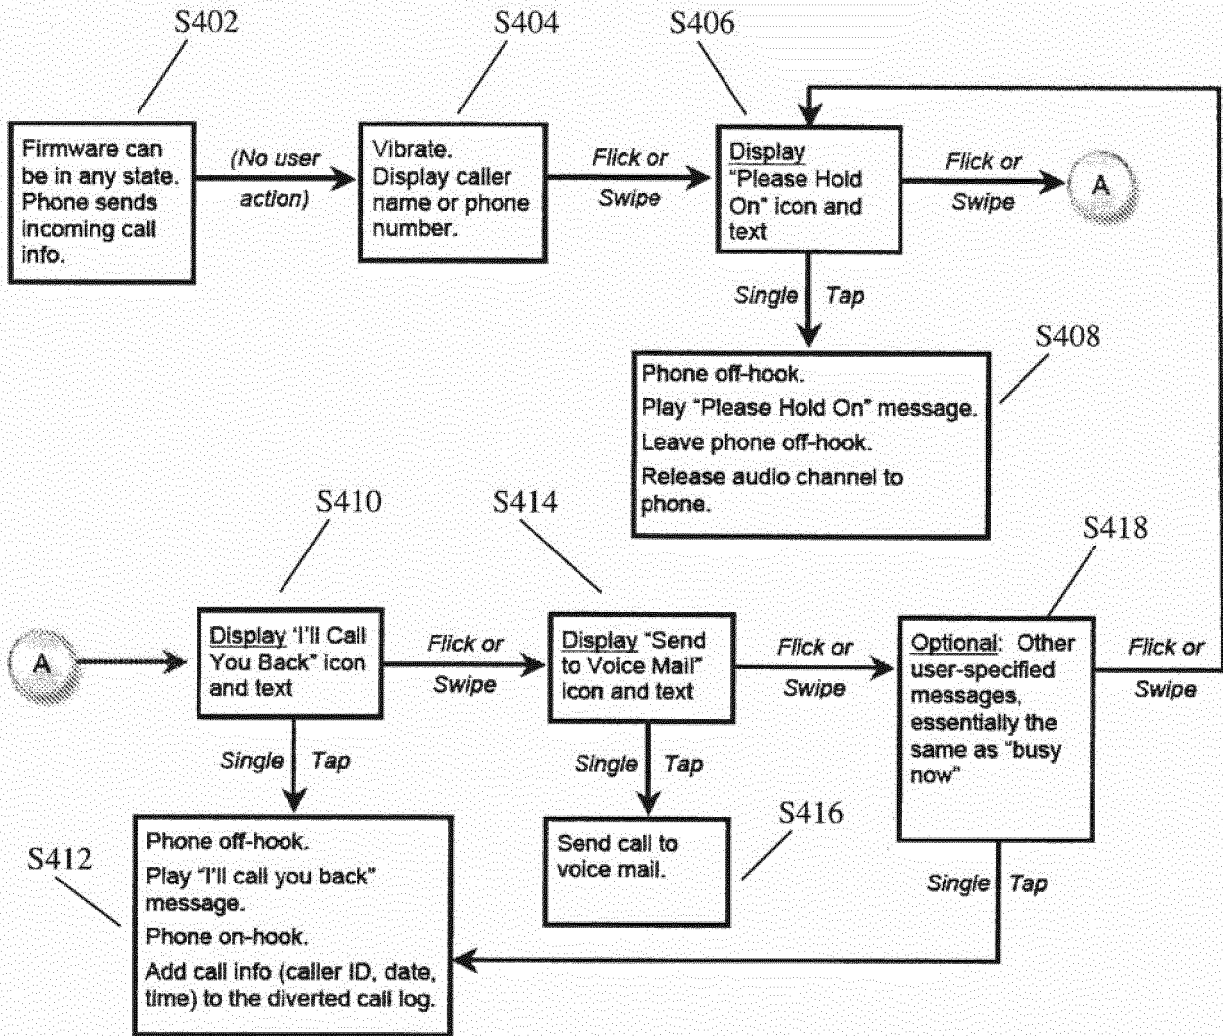 S402
S404
S406
Firmware can
be in any state.
Phone sends
incoming call
info.
(No user
action)
Vibrate.
Display caller
name or phone
number.
Flick or
Swipe
Display
“Please Hold
On” icon and
text
Flick or
Swipe
A
Single Tap
S408
Phone off-hook.
Play “Please Hold On” message.
Leave phone off-hook.
Release audio channel to
phone.
S410
S414
S418
A
Display ‘I’ll Call
You Back” icon
and text
Flick or
Swipe
Display “Send
to Voice Mail”
icon and text
Flick or
Swipe
Optional: Other
user-specified
messages,
essentially the
same as “busy
now”
Flick or
Swipe
Single Tap
Single Tap
S412
Phone off-hook.
Play “I’ll call you back”
message.
Phone on-hook.
Add call info (caller ID, date,
time) to the diverted call log.
Send call to
voice mail.
S416
Single Tap